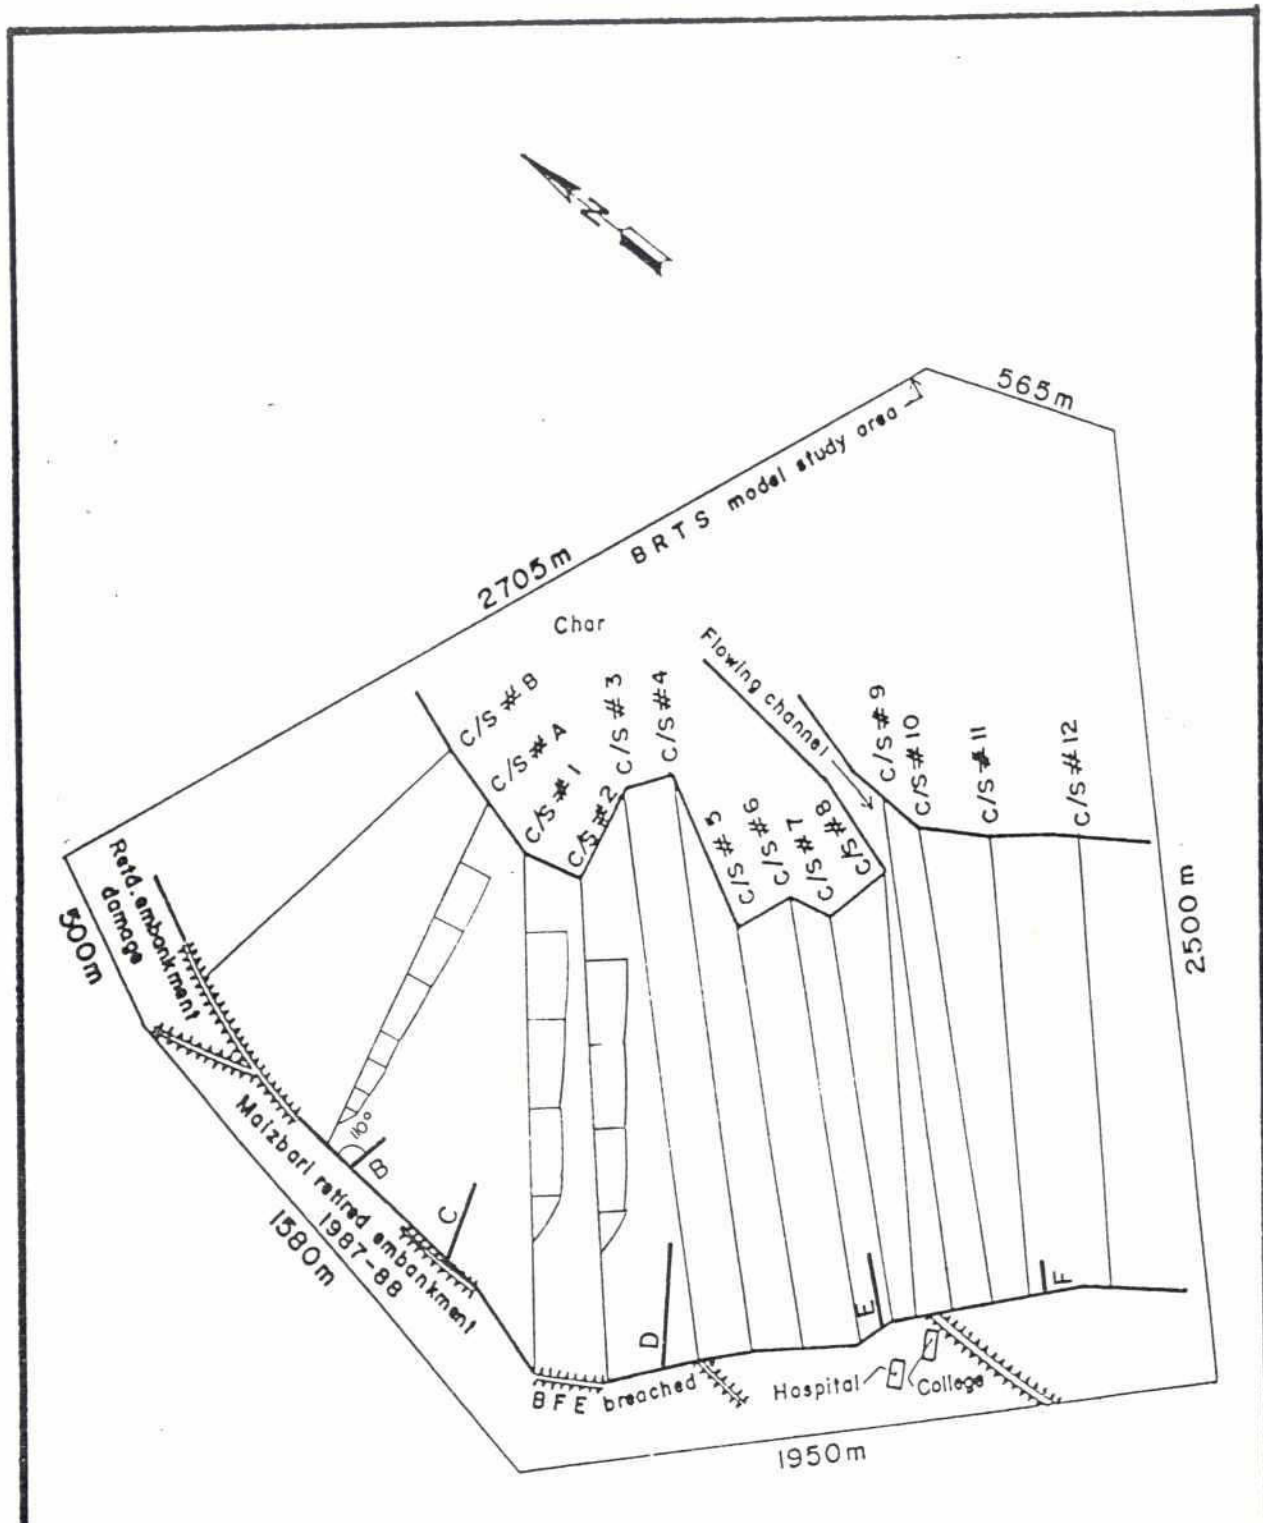 N
565m
BRTS model study area
2705m
Char
Flowing channel
C/S # B
C/S # A
C/S # 1
C/S # 2
C/S # 3
C/S # 4
C/S # 5
C/S # 6
C/S # 7
C/S # 8
C/S # 9
C/S # 10
C/S # 11
C/S # 12
Retd. embankment
damage
500m
2500m
110°
B
C
Maizbari retired embankment
1987-88
1580m
D
E
F
BFE breached
Hospital
College
1950m